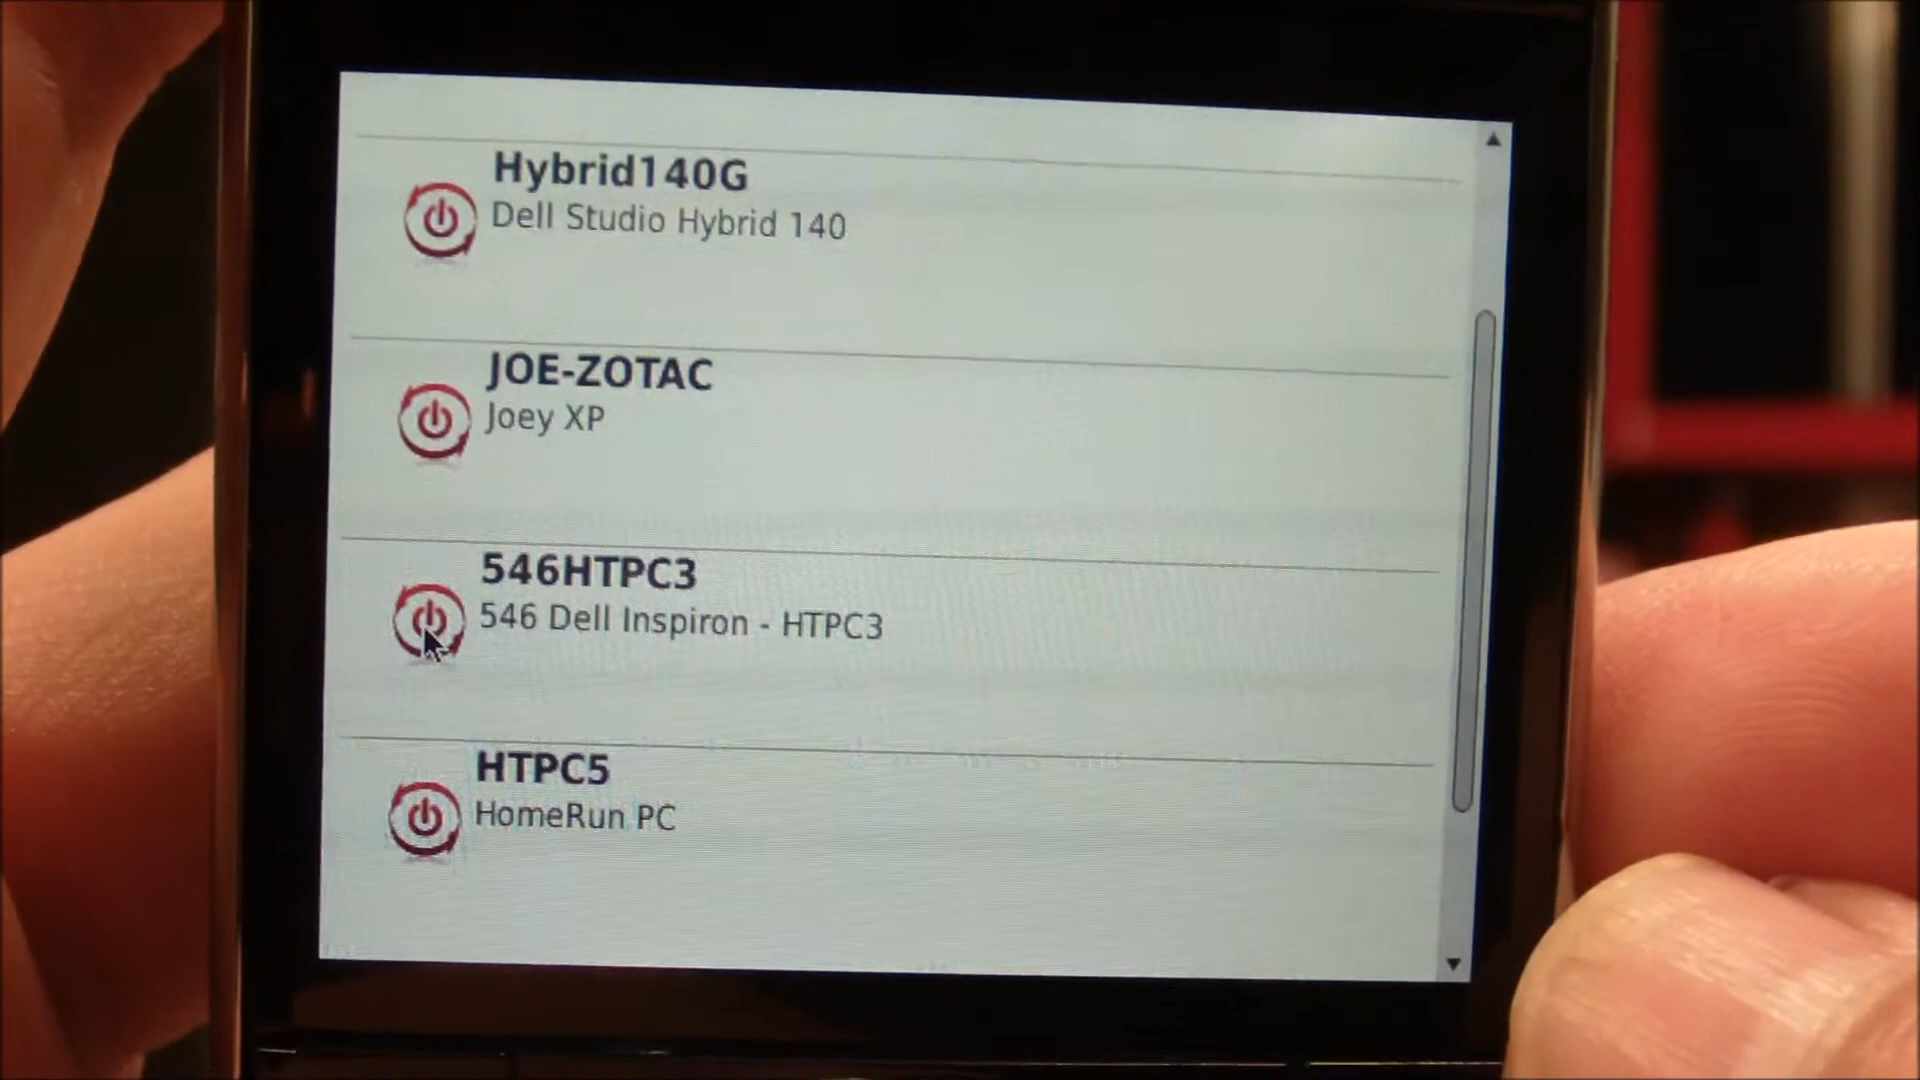 Hybrid140G
Dell Studio Hybrid 140
JOE-ZOTAC
Joey XP
546HTPC3
546 Dell Inspiron - HTPC3
HTPC5
HomeRun PC